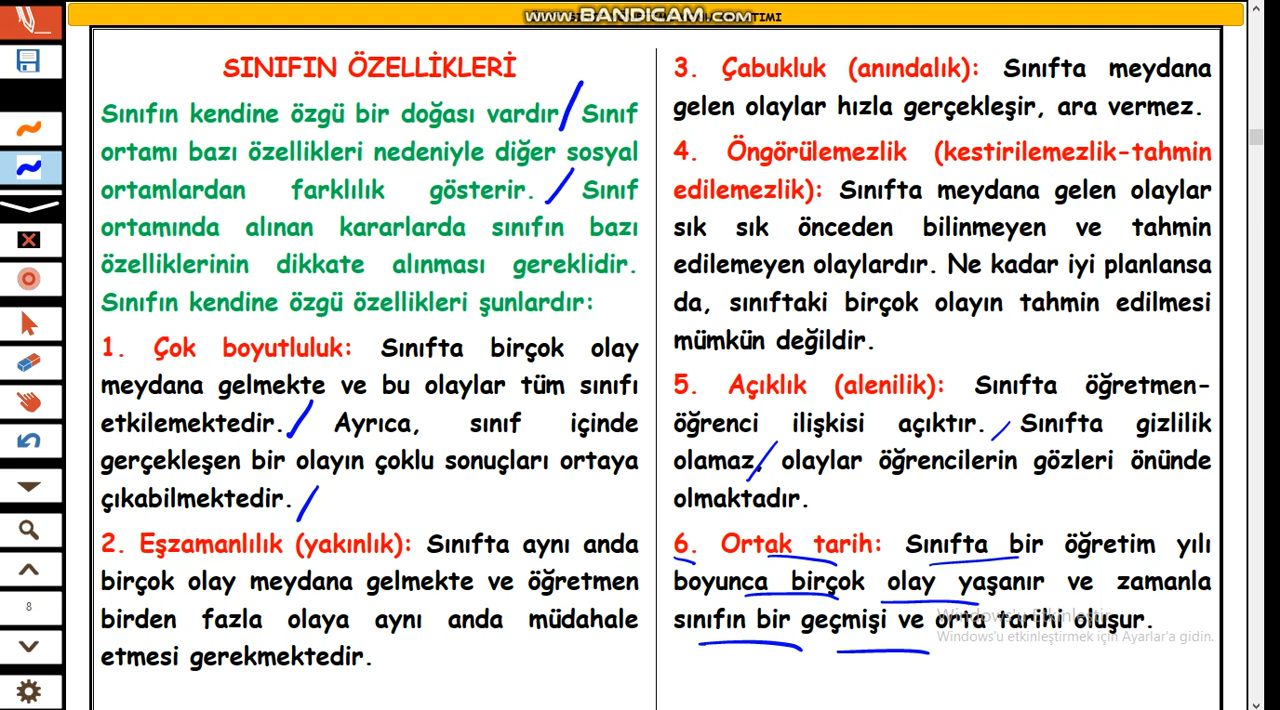 www.BANDICAM.com
TIMI
SINIFIN ÖZELLİKLERİ
Sınıfın kendine özgü bir doğası vardır Sınıf
ortamı bazı özellikleri nedeniyle diğer sosyal
ortamlardan farklılık gösterir. Sınıf
ortamında alınan kararlarda sınıfın bazı
özelliklerinin dikkate alınması gereklidir.
Sınıfın kendine özgü özellikleri şunlardır:
1. Çok boyutluluk: Sınıfta birçok olay
meydana gelmekte ve bu olaylar tüm sınıfı
etkilemektedir. Ayrıca, sınıf içinde
gerçekleşen bir olayın çoklu sonuçları ortaya
çıkabilmektedir.
2. Eşzamanlılık (yakınlık): Sınıfta aynı anda
birçok olay meydana gelmekte ve öğretmen
birden fazla olaya aynı anda müdahale
etmesi gerekmektedir.
3. Çabukluk (anındalık): Sınıfta meydana
gelen olaylar hızla gerçekleşir, ara vermez.
4. Öngörülemezlik (kestirilemezlik-tahmin
edilemezlik): Sınıfta meydana gelen olaylar
sık sık önceden bilinmeyen ve tahmin
edilemeyen olaylardır. Ne kadar iyi planlansa
da, sınıftaki birçok olayın tahmin edilmesi
mümkün değildir.
5. Açıklık (alenilik): Sınıfta öğretmen-
öğrenci ilişkisi açıktır. Sınıfta gizlilik
olamaz, olaylar öğrencilerin gözleri önünde
olmaktadır.
6. Ortak tarih: Sınıfta bir öğretim yılı
boyunca birçok olay yaşanır ve zamanla
sınıfın bir geçmişi ve orta tarihi oluşur.
Windows'u Etkinleştir
Windows'u etkinleştirmek için Ayarlar'a gidin.
8